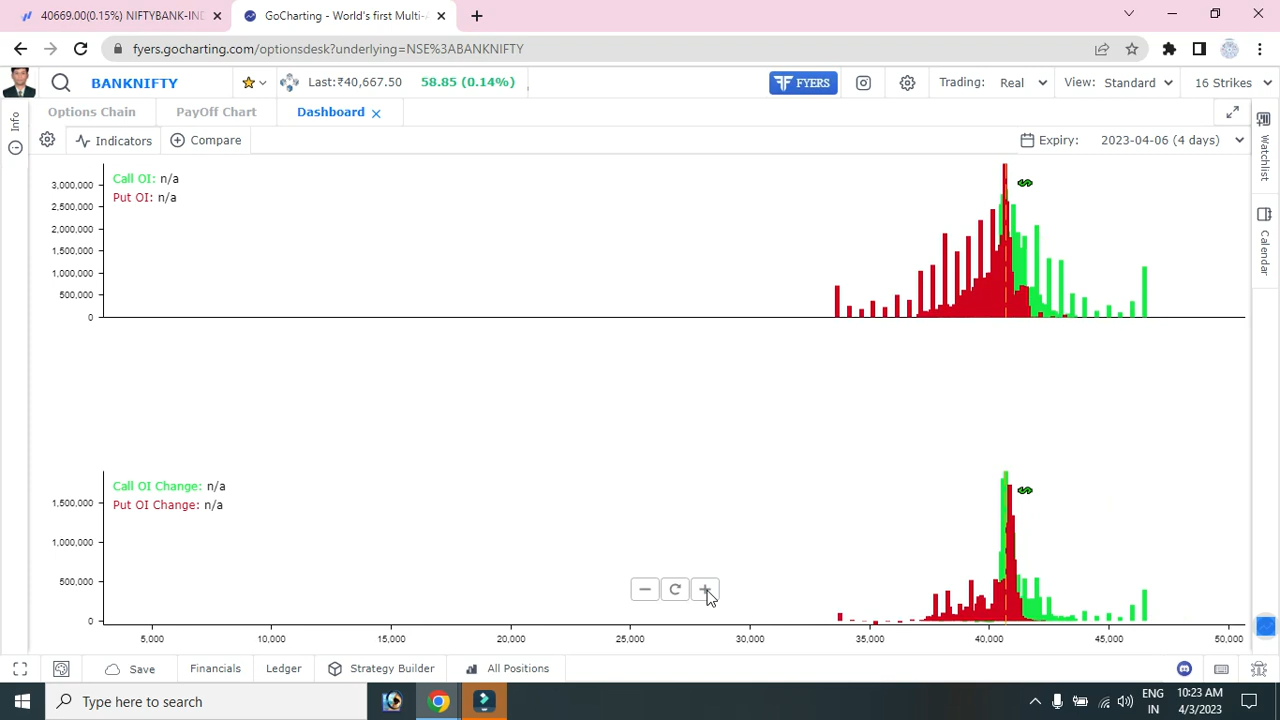 40669.00(0.15%) NIFTYBANK-IND
GoCharting - World's first Multi-A
fyers.gocharting.com/optionsdesk?underlying=NSE%3ABANKNIFTY
BANKNIFTY
Last:₹40,667.50 58.85 (0.14%)
FYERS
Trading: Real
View: Standard
16 Strikes
Info
Options Chain
PayOff Chart
Dashboard
Indicators
Compare
Expiry: 2023-04-06 (4 days)
Watchlist
Calendar
Call OI: n/a
Put OI: n/a
3,000,000
2,500,000
2,000,000
1,500,000
1,000,000
500,000
0
Call OI Change: n/a
Put OI Change: n/a
1,500,000
1,000,000
500,000
0
5,000 10,000 15,000 20,000 25,000 30,000 35,000 40,000 45,000 50,000
Save
Financials
Ledger
Strategy Builder
All Positions
Type here to search
ENG
IN
10:23 AM
4/3/2023